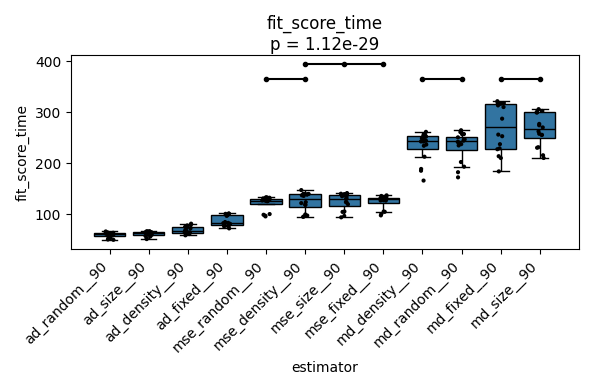 fit_score_time
p = 1.12e-29
400
300
200
100
fit_score_time
ad_random__90
ad_size__90
ad_density__90
ad_fixed__90
mse_random__90
mse_density__90
mse_size__90
mse_fixed__90
md_density__90
md_random__90
md_fixed__90
md_size__90
estimator